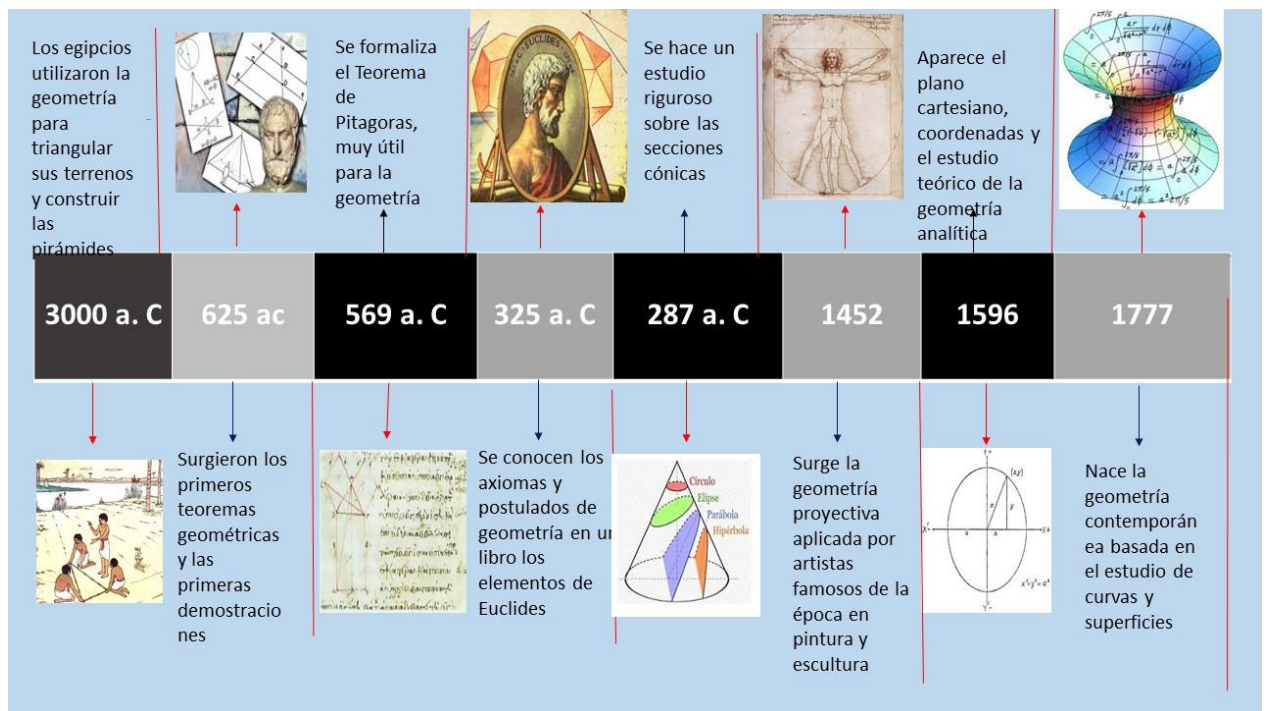 Los egipcios
utilizaron la
geometría
para
triangular
sus terrenos
y construir
las
pirámides
Se formaliza
el Teorema
de
Pitagoras,
muy útil
para la
geometría
EUCLIDES
Se hace un
estudio
riguroso
sobre las
secciones
cónicas
Aparece el
plano
cartesiano,
coordenadas y
el estudio
teórico de la
geometría
analítica
3000 a. C
625 ac
569 a. C
325 a. C
287 a. C
1452
1596
1777
Surgieron los
primeros
teoremas
geométricas
y las
primeras
demostracio
nes
Se conocen los
axiomas y
postulados de
geometría en un
libro los
elementos de
Euclides
Círculo
Elipse
Parábola
Hipérbola
Surge la
geometría
proyectiva
aplicada por
artistas
famosos de la
época en
pintura y
escultura
Y+
(x,y)
y
X+
Y-
Nace la
geometría
contemporán
ea basada en
el estudio de
curvas y
superficies